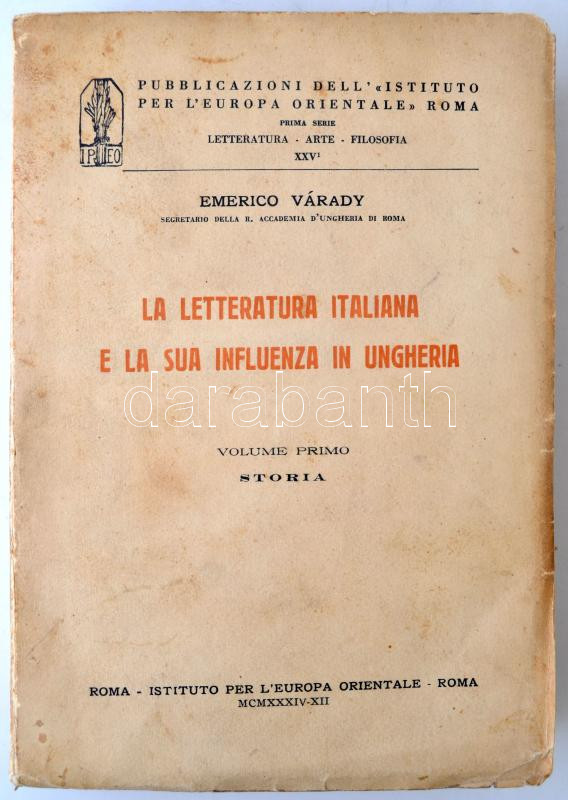 PUBBLICAZIONI DELL'«ISTITUTO
PER L'EUROPA ORIENTALE» ROMA
PRIMA SERIE
LETTERATURA - ARTE - FILOSOFIA
XXV¹
IPEO
EMERICO VÁRADY
SEGRETARIO DELLA R. ACCADEMIA D'UNGHERIA DI ROMA
LA LETTERATURA ITALIANA
E LA SUA INFLUENZA IN UNGHERIA
darabanth
VOLUME PRIMO
STORIA
ROMA - ISTITUTO PER L'EUROPA ORIENTALE - ROMA
MCMXXXIV-XII